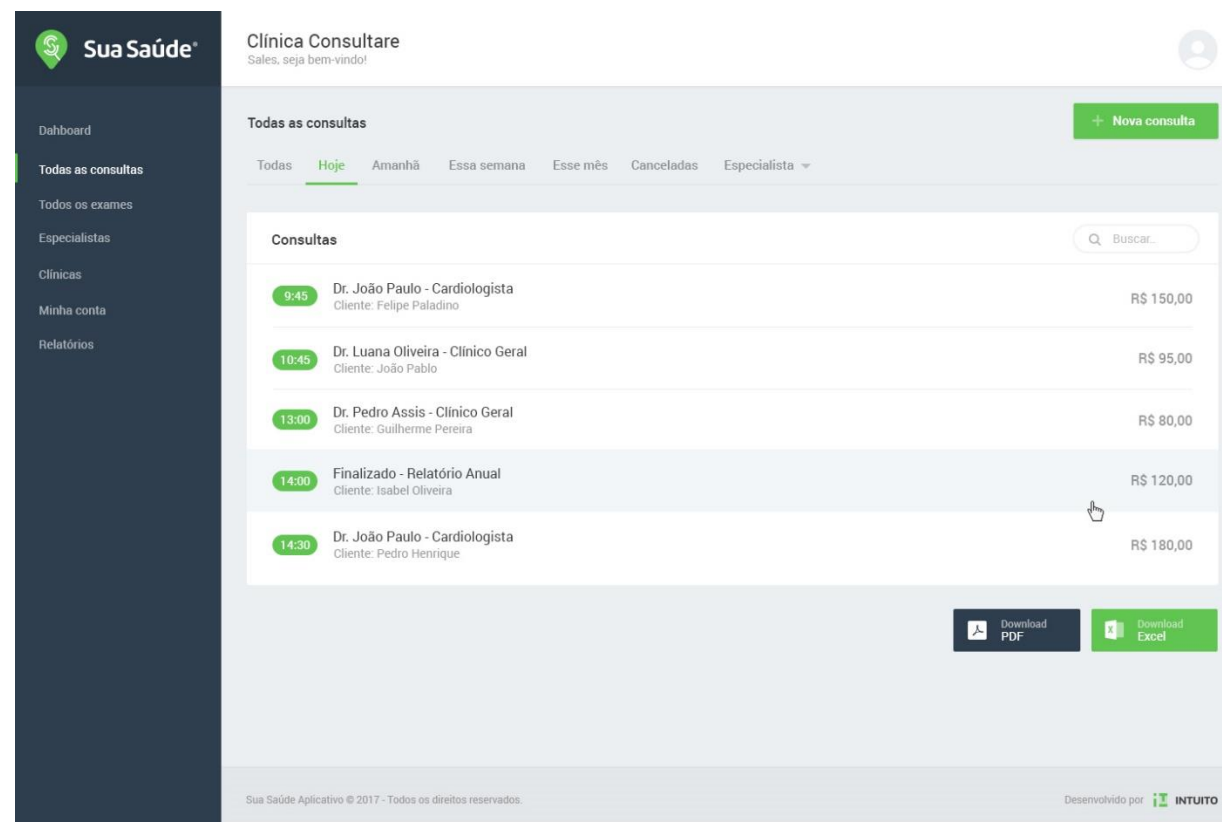 Sua Saúde®
Clínica Consultare
Sales, seja bem-vindo!
Dahboard
Todas as consultas
Todos os exames
Especialistas
Clínicas
Minha conta
Relatórios
Todas as consultas
+ Nova consulta
Todas Hoje Amanhã Essa semana Esse mês Canceladas Especialista
Consultas
Buscar...
9:45 Dr. João Paulo - Cardiologista R$ 150,00
Cliente: Felipe Paladino
10:45 Dr. Luana Oliveira - Clínico Geral R$ 95,00
Cliente: João Pablo
13:00 Dr. Pedro Assis - Clínico Geral R$ 80,00
Cliente: Guilherme Pereira
14:00 Finalizado - Relatório Anual R$ 120,00
Cliente: Isabel Oliveira
14:30 Dr. João Paulo - Cardiologista R$ 180,00
Cliente: Pedro Henrique
Download
PDF
Download
Excel
Sua Saúde Aplicativo © 2017 - Todos os direitos reservados.
Desenvolvido por INTUITO